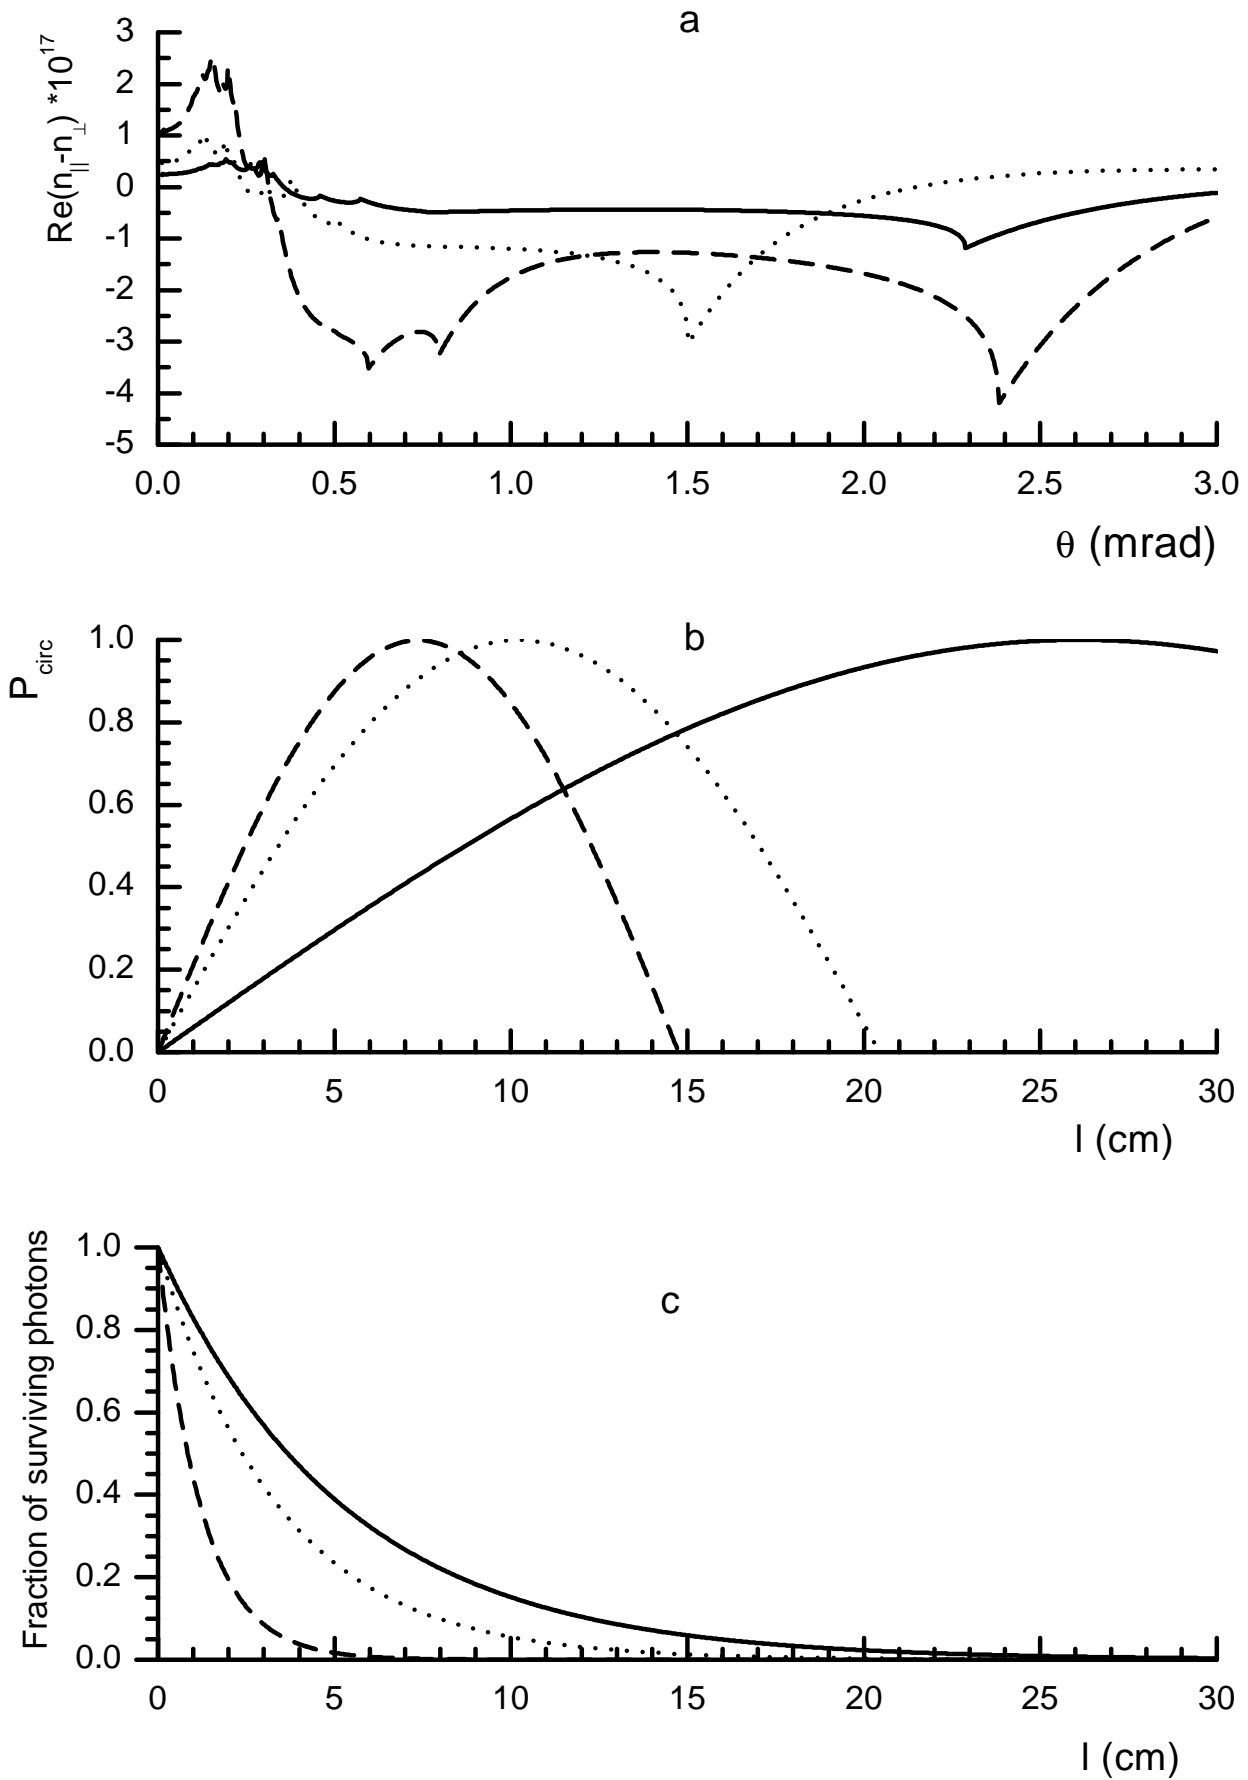 a
Re(n||-n⊥) *10^17
3
2
1
0
-1
-2
-3
-4
-5
0.0 0.5 1.0 1.5 2.0 2.5 3.0
θ (mrad)
b
P_circ
1.0
0.8
0.6
0.4
0.2
0.0
0 5 10 15 20 25 30
l (cm)
c
Fraction of surviving photons
1.0
0.8
0.6
0.4
0.2
0.0
0 5 10 15 20 25 30
l (cm)